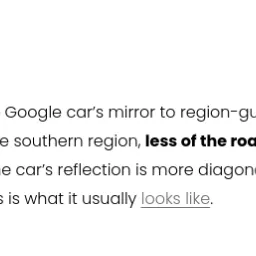 Google car’s mirror to region-gu
e southern region, less of the roa
e car’s reflection is more diagon
s is what it usually looks like.